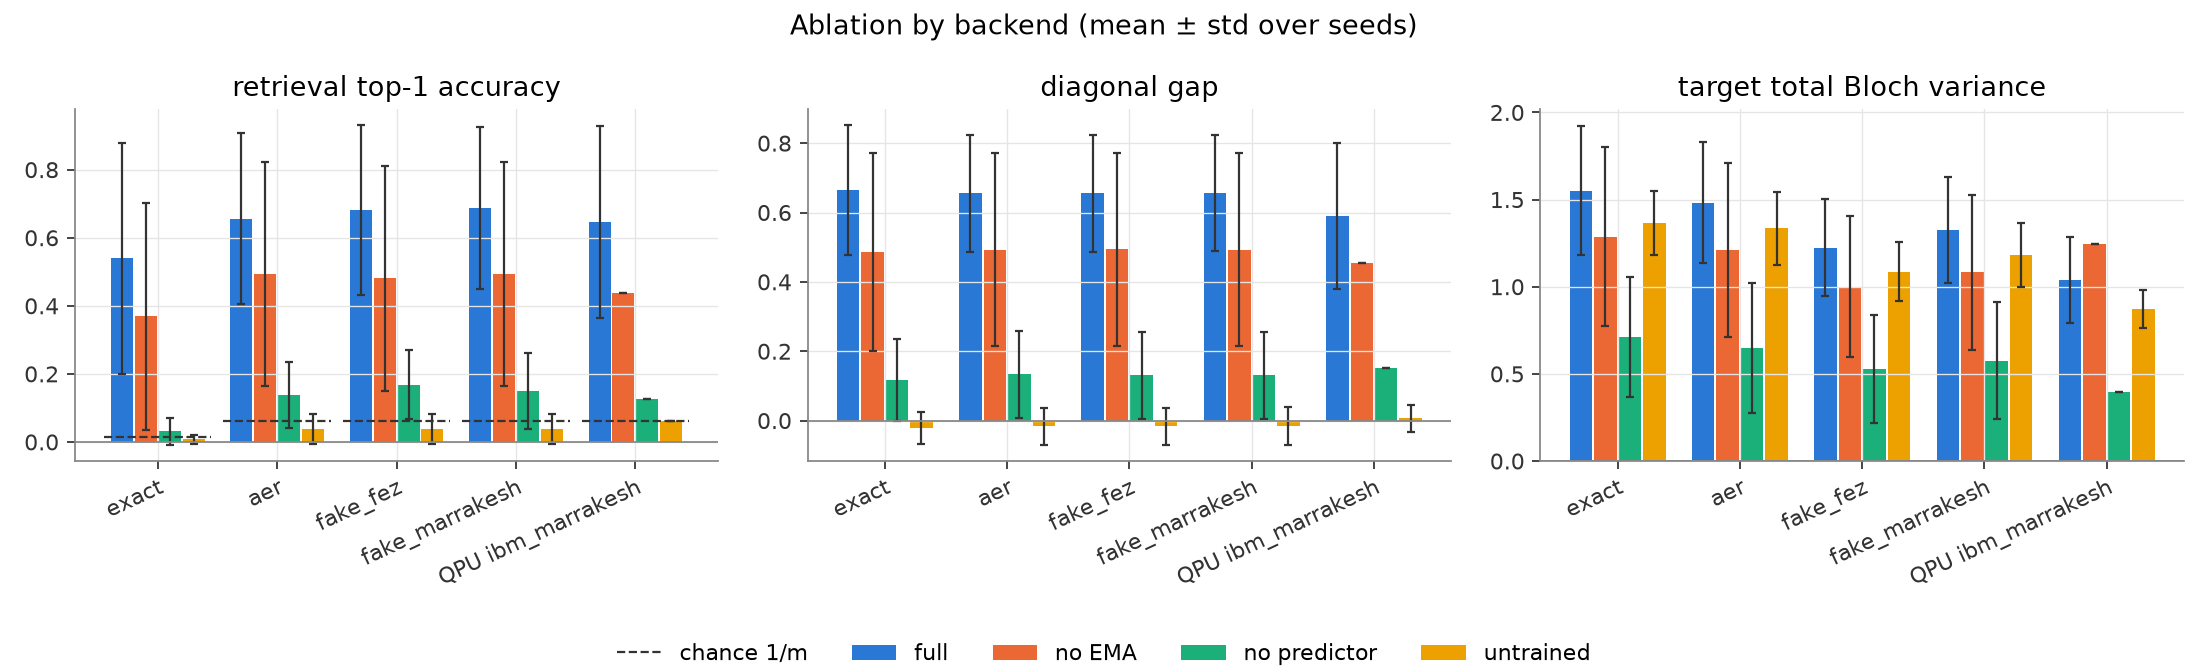 Ablation by backend (mean ± std over seeds)
retrieval top-1 accuracy
0.8
0.6
0.4
0.2
0.0
exact
aer
fake_fez
fake_marrakesh
QPU ibm_marrakesh
diagonal gap
0.8
0.6
0.4
0.2
0.0
exact
aer
fake_fez
fake_marrakesh
QPU ibm_marrakesh
target total Bloch variance
2.0
1.5
1.0
0.5
0.0
exact
aer
fake_fez
fake_marrakesh
QPU ibm_marrakesh
chance 1/m
full
no EMA
no predictor
untrained